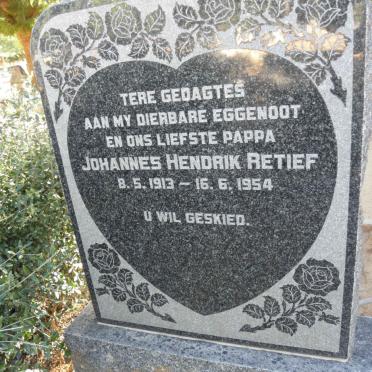 TERE GEDAGTES
AAN MY DIERBARE EGGENOOT
EN ONS LIEFSTE PAPPA
JOHANNES HENDRIK RETIEF
8. 5. 1913 – 16. 6. 1954
U WIL GESKIED.